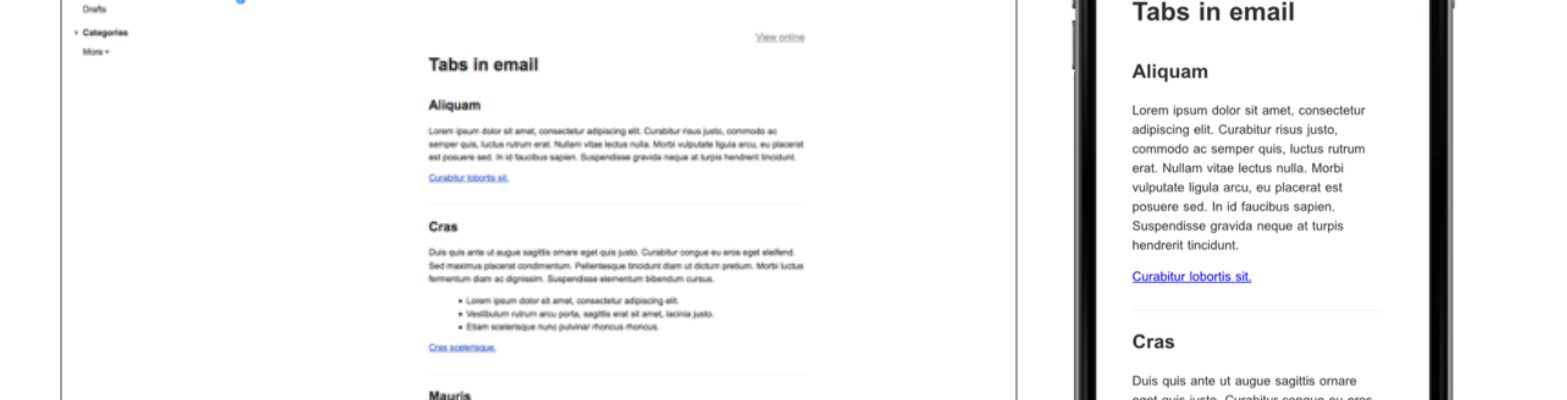 Drafts
Categories
More
View online
Tabs in email
Aliquam
Lorem ipsum dolor sit amet, consectetur adipiscing elit. Curabitur risus justo, commodo ac
semper quis, luctus rutrum erat. Nullam vitae lectus nulla. Morbi vulputate ligula arcu, eu placerat
est posuere sed. In id faucibus sapien. Suspendisse gravida neque at turpis hendrerit tincidunt.
Curabitur lobortis sit.
Cras
Duis quis ante ut augue sagittis ornare eget quis justo. Curabitur congue eu eros eget eleifend.
Sed maximus placerat condimentum. Pellentesque tincidunt diam ut dictum pretium. Morbi luctus
fermentum diam ac dignissim. Suspendisse elementum bibendum cursus.
• Lorem ipsum dolor sit amet, consectetur adipiscing elit.
• Vestibulum rutrum arcu porta, sagittis erat sit amet, lacinia justo.
• Etiam scelerisque nunc pulvinar rhoncus rhoncus.
Cras scelerisque.
Mauris
Tabs in email
Aliquam
Lorem ipsum dolor sit amet, consectetur
adipiscing elit. Curabitur risus justo,
commodo ac semper quis, luctus rutrum
erat. Nullam vitae lectus nulla. Morbi
vulputate ligula arcu, eu placerat est
posuere sed. In id faucibus sapien.
Suspendisse gravida neque at turpis
hendrerit tincidunt.
Curabitur lobortis sit.
Cras
Duis quis ante ut augue sagittis ornare
eget quis justo. Curabitur congue eu eros